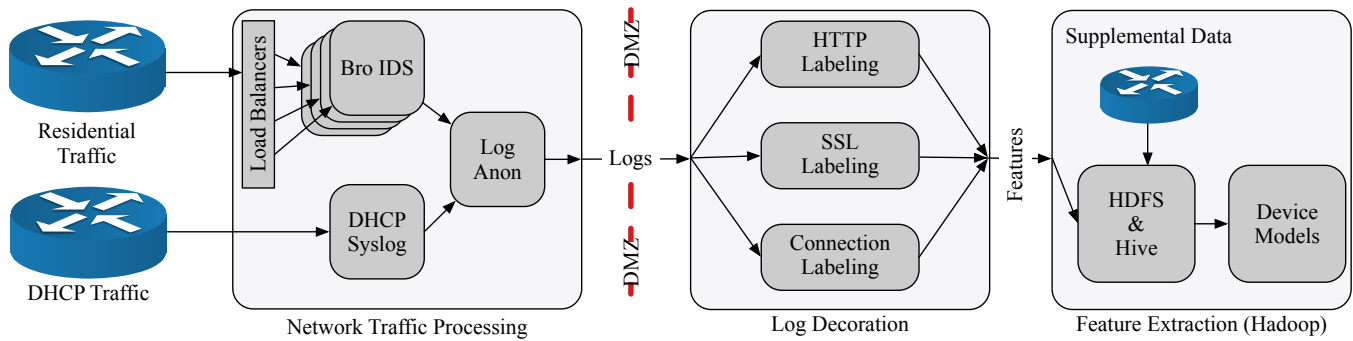 Residential
Traffic
DHCP Traffic
Load Balancers
Bro IDS
DHCP
Syslog
Log
Anon
Network Traffic Processing
DMZ
Logs
DMZ
HTTP
Labeling
SSL
Labeling
Connection
Labeling
Log Decoration
Features
Supplemental Data
HDFS
&
Hive
Device
Models
Feature Extraction (Hadoop)